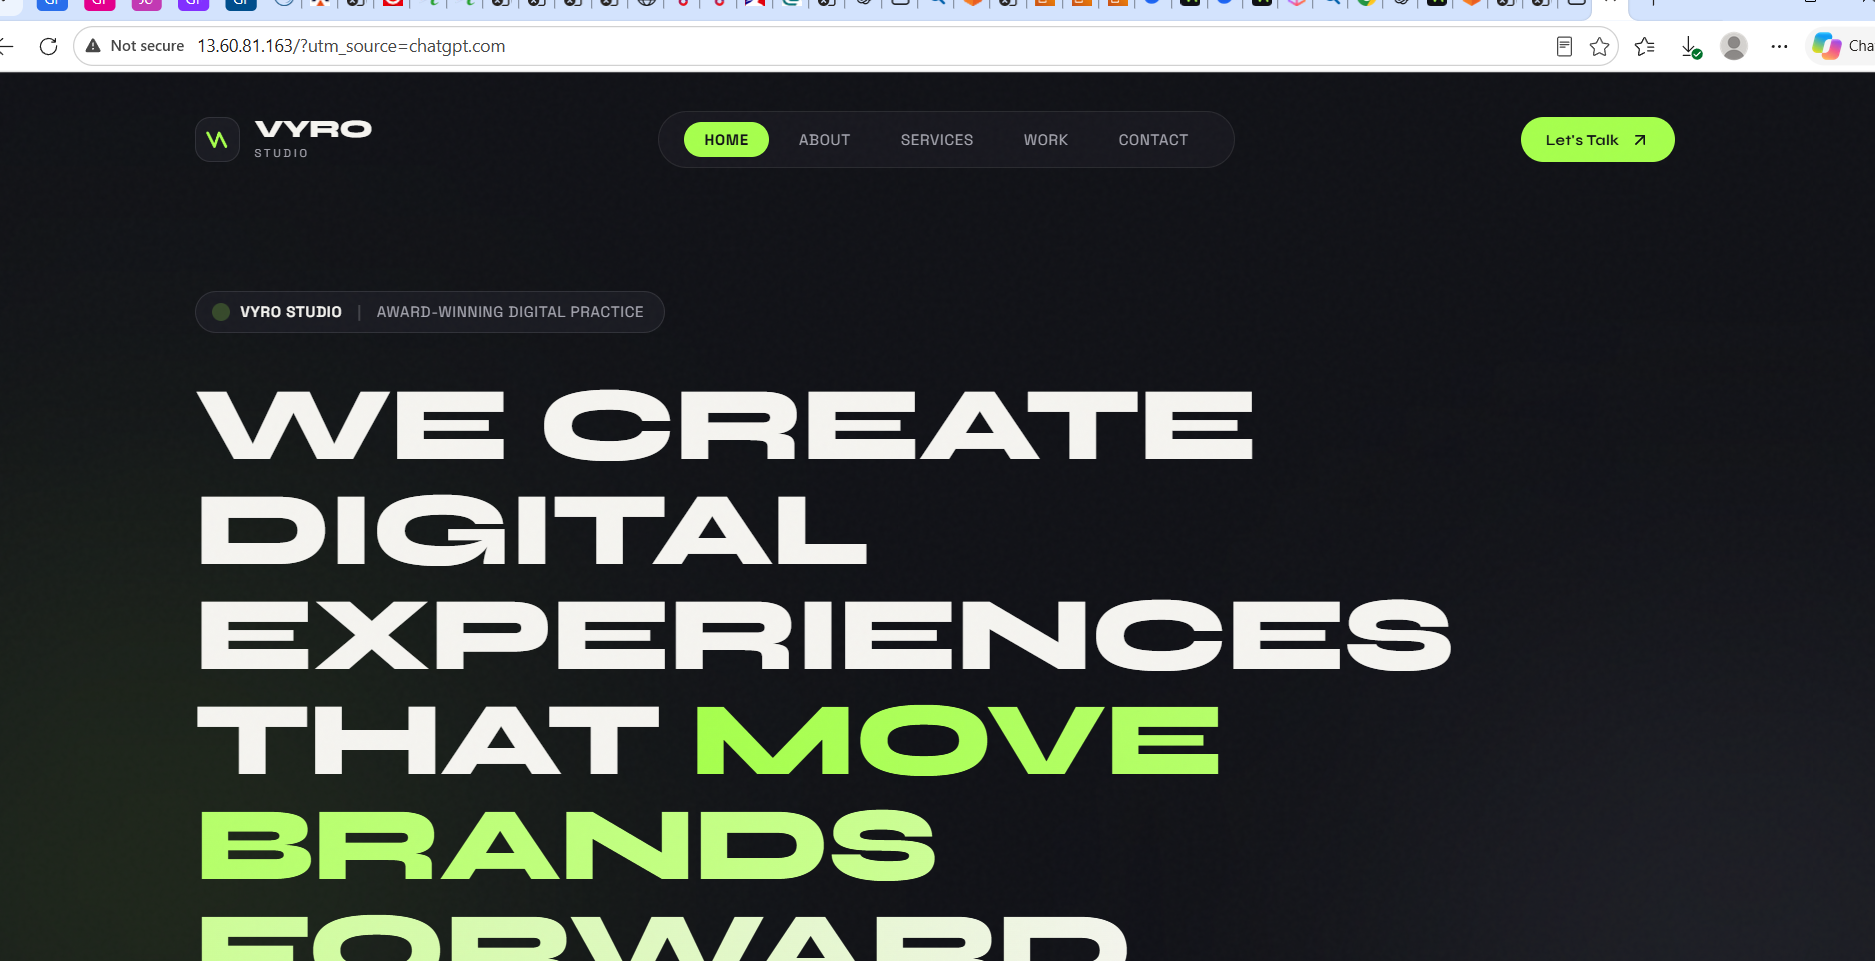 Not secure 13.60.81.163/?utm_source=chatgpt.com
VYRO
STUDIO
HOME ABOUT SERVICES WORK CONTACT
Let's Talk
VYRO STUDIO | AWARD-WINNING DIGITAL PRACTICE
WE CREATE
DIGITAL
EXPERIENCES
THAT MOVE
BRANDS
FORWARD